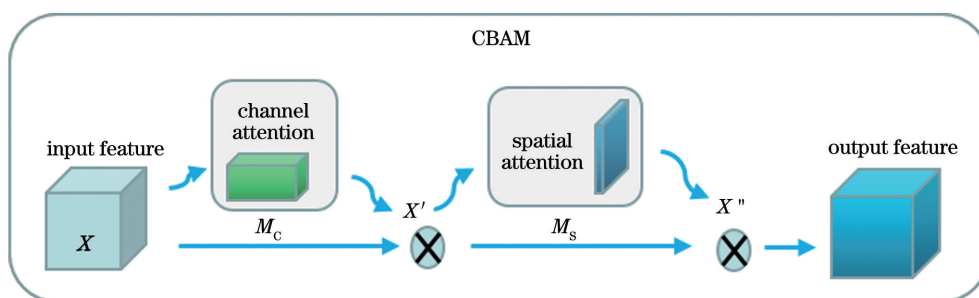 CBAM
channel
attention
input feature
X
M_C
X′
spatial
attention
M_S
X"
output feature